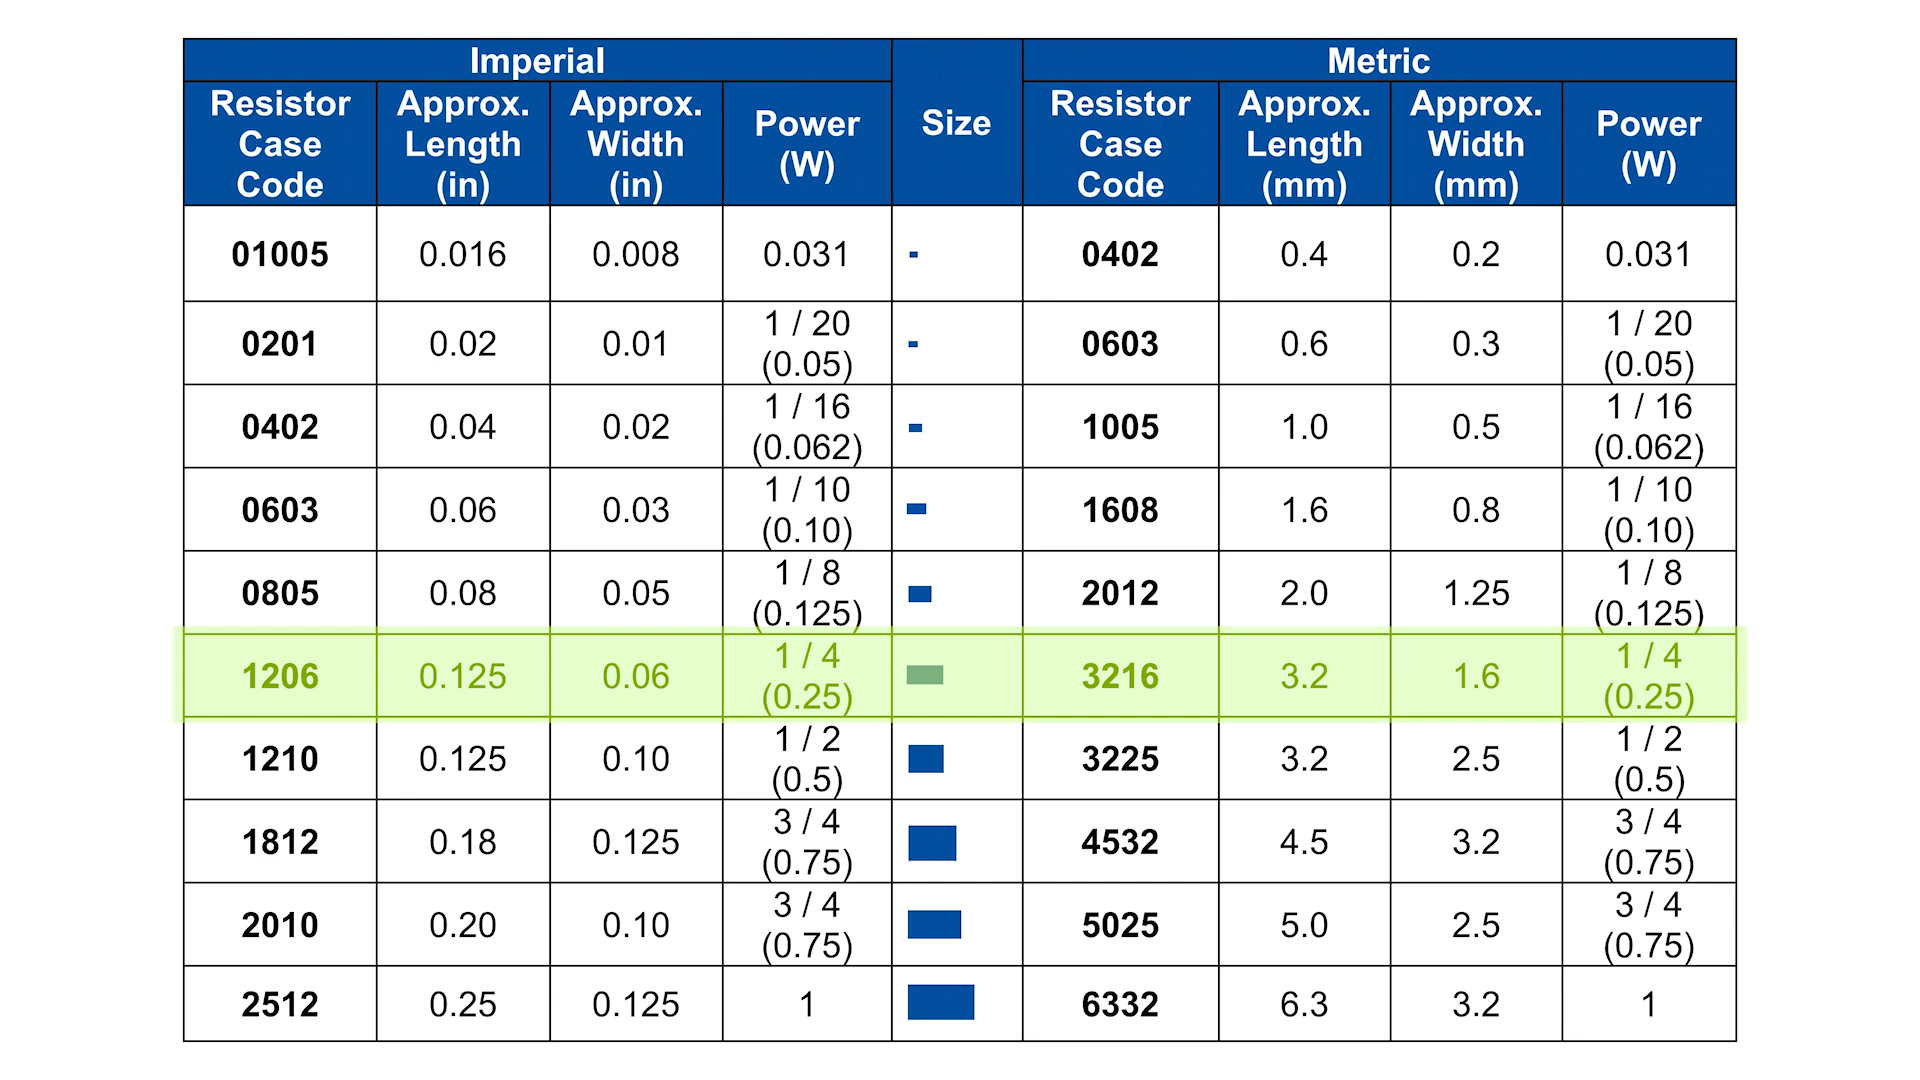 Imperial Size Metric
Resistor Case Code Approx. Length (in) Approx. Width (in) Power (W) Resistor Case Code Approx. Length (mm) Approx. Width (mm) Power (W)
01005 0.016 0.008 0.031 0402 0.4 0.2 0.031
0201 0.02 0.01 1 / 20 (0.05) 0603 0.6 0.3 1 / 20 (0.05)
0402 0.04 0.02 1 / 16 (0.062) 1005 1.0 0.5 1 / 16 (0.062)
0603 0.06 0.03 1 / 10 (0.10) 1608 1.6 0.8 1 / 10 (0.10)
0805 0.08 0.05 1 / 8 (0.125) 2012 2.0 1.25 1 / 8 (0.125)
1206 0.125 0.06 1 / 4 (0.25) 3216 3.2 1.6 1 / 4 (0.25)
1210 0.125 0.10 1 / 2 (0.5) 3225 3.2 2.5 1 / 2 (0.5)
1812 0.18 0.125 3 / 4 (0.75) 4532 4.5 3.2 3 / 4 (0.75)
2010 0.20 0.10 3 / 4 (0.75) 5025 5.0 2.5 3 / 4 (0.75)
2512 0.25 0.125 1 6332 6.3 3.2 1